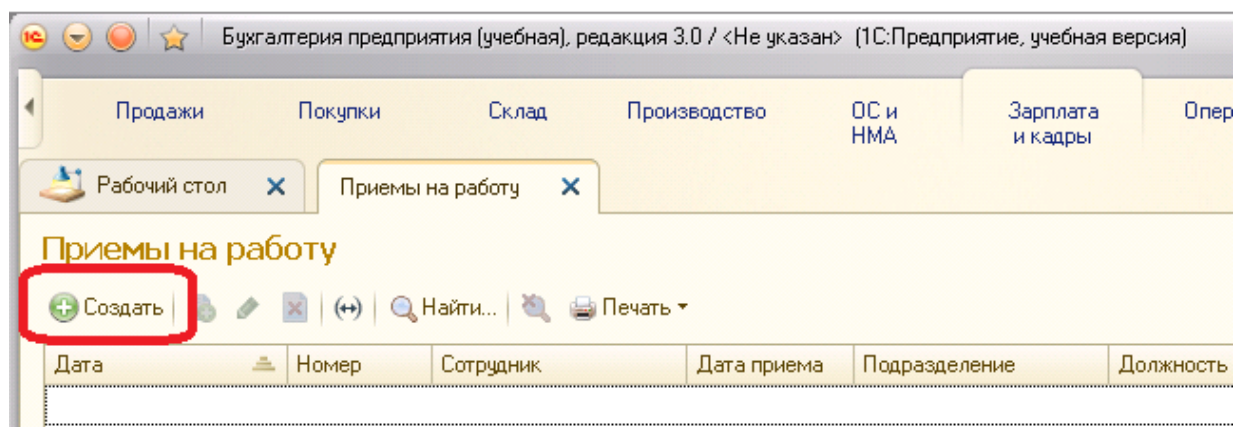 1С Бухгалтерия предприятия (учебная), редакция 3.0 / <Не указан> (1С:Предприятие, учебная версия)
Продажи Покупки Склад Производство ОС и НМА Зарплата и кадры Опер
Рабочий стол Приемы на работу
Приемы на работу
Создать Найти... Печать
Дата Номер Сотрудник Дата приема Подразделение Должность